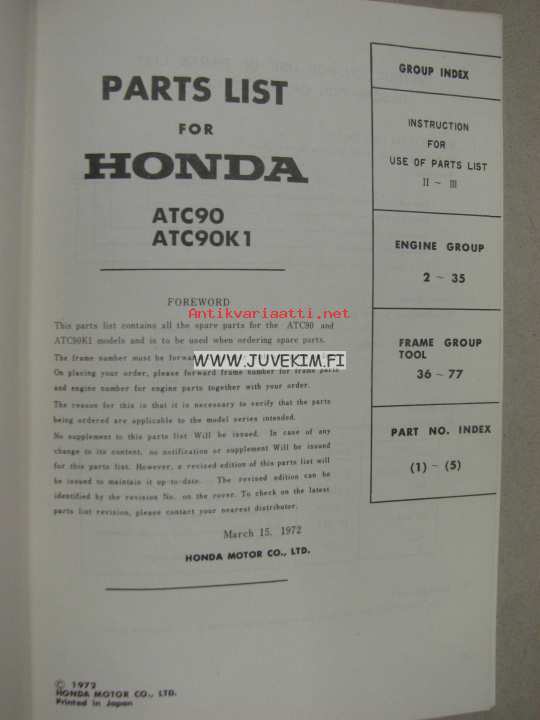 PARTS LIST
FOR
HONDA
ATC90
ATC90K1
FOREWORD
This parts list contains all the spare parts for the ATC90 and
ATC90K1 models and is to be used when ordering spare parts.
The frame number must be forward
On placing your order, please forward frame number for frame parts
and engine number for engine parts together with your order.
The reason for this is that it is necessary to verify that the parts
being ordered are applicable to the model series intended.
No supplement to this parts list Will be issued. In case of any
change to its content, no notification or supplement Will be issued
for this parts list. However, a revised edition of this parts list will
be issued to maintain it up-to-date. The revised edition can be
identified by the revision No. on the cover. To check on the latest
parts list revision, please contact your nearest distributor.
March 15, 1972
HONDA MOTOR CO., LTD.
© 1972
HONDA MOTOR CO., LTD.
Printed in Japan
GROUP INDEX
INSTRUCTION
FOR
USE OF PARTS LIST
II ~ III
ENGINE GROUP
2 ~ 35
FRAME GROUP
TOOL
36 ~ 77
PART NO. INDEX
(1) ~ (5)
Antikvariaatti.net
WWW.JUVEKIM.FI